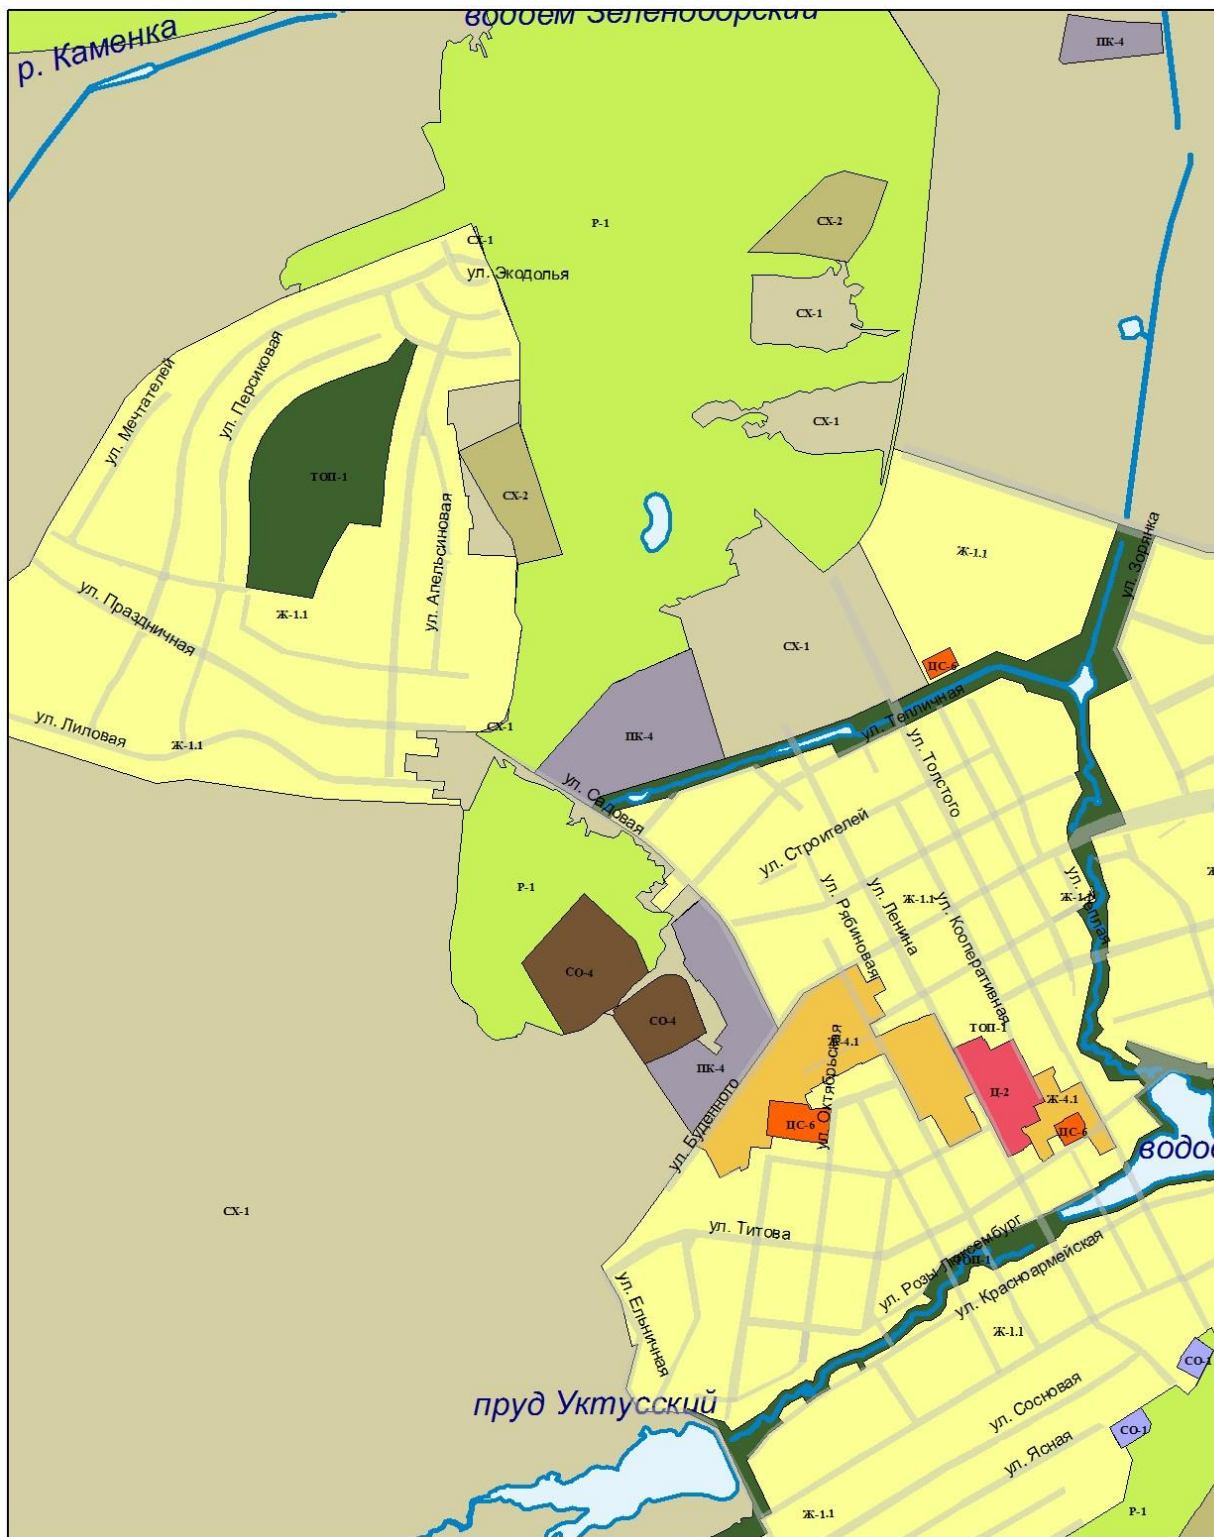 водоем Зеленоборский
р. Каменка
ПК-4
Р-1
СХ-2
СХ-1
ул. Экодолья
СХ-1
ул. Мечтателей
ул. Персиковая
СХ-1
ТОП-1
ул. Апельсиновая
СХ-2
ул. Зорянка
Ж-1.1
ул. Праздничная
Ж-1.1
СХ-1
ЦС-6
ул. Лиловая
Ж-1.1
СХ-1
ПК-4
ул. Тепличная
ул. Толстого
ул. Садовая
ул. Строителей
Р-1
ул. Рябиновая
ул. Ленина
Ж-1.1
ул. Кооперативная
Ж-1.1
ул. Теплая
СО-4
СО-4
ПК-4
ул. Буденного
Ж-4.1
ул. Октябрьская
ЦС-6
ТОП-1
Ц-2
Ж-4.1
ЦС-6
СХ-1
ул. Титова
ул. Розы Люксембург
ТОП-1
ул. Красноармейская
ул. Ельничная
Ж-1.1
СО-1
пруд Уктусский
ул. Сосновая
СО-1
ул. Ясная
Ж-1.1
Р-1